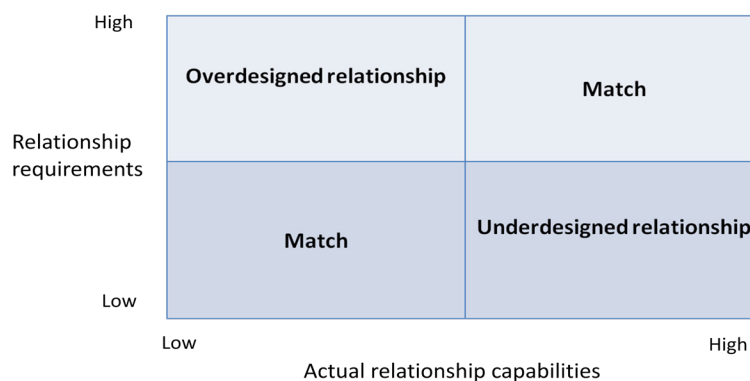 High
Overdesigned relationship
Match
Relationship
requirements
Match
Underdesigned relationship
Low
Low
High
Actual relationship capabilities